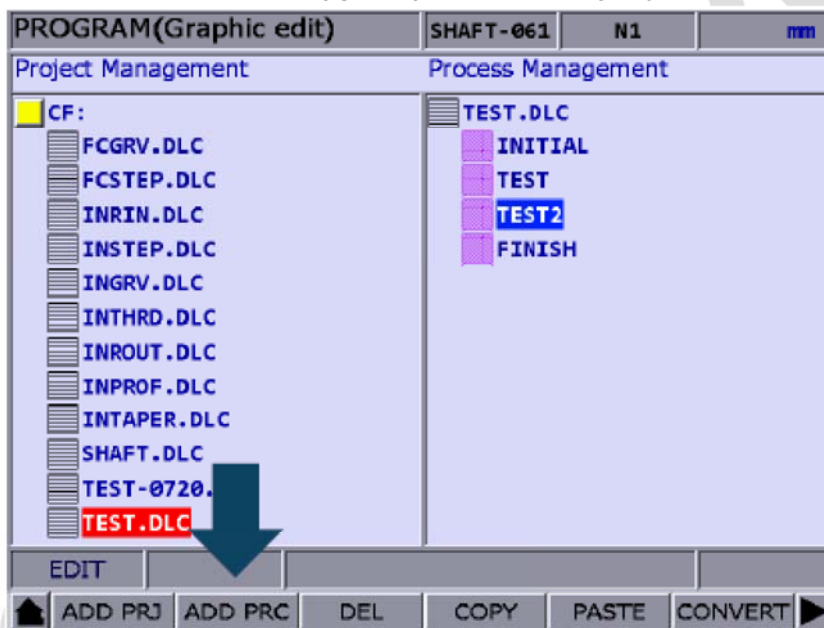 PROGRAM(Graphic edit) SHAFT-061 N1 mm
Project Management Process Management
CF: TEST.DLC
FCGRV.DLC INITIAL
FCSTEP.DLC TEST
INRIN.DLC TEST2
INSTEP.DLC FINISH
INGRV.DLC
INTHRD.DLC
INROUT.DLC
INPROF.DLC
INTAPER.DLC
SHAFT.DLC
TEST-0720.
TEST.DLC
EDIT
ADD PRJ ADD PRC DEL COPY PASTE CONVERT